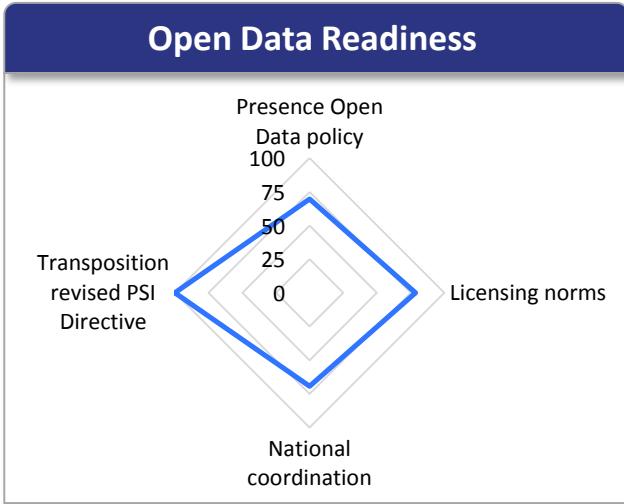 Open Data Readiness
Presence Open
Data policy
100
75
50
25
0
Transposition
revised PSI
Directive
Licensing norms
National
coordination